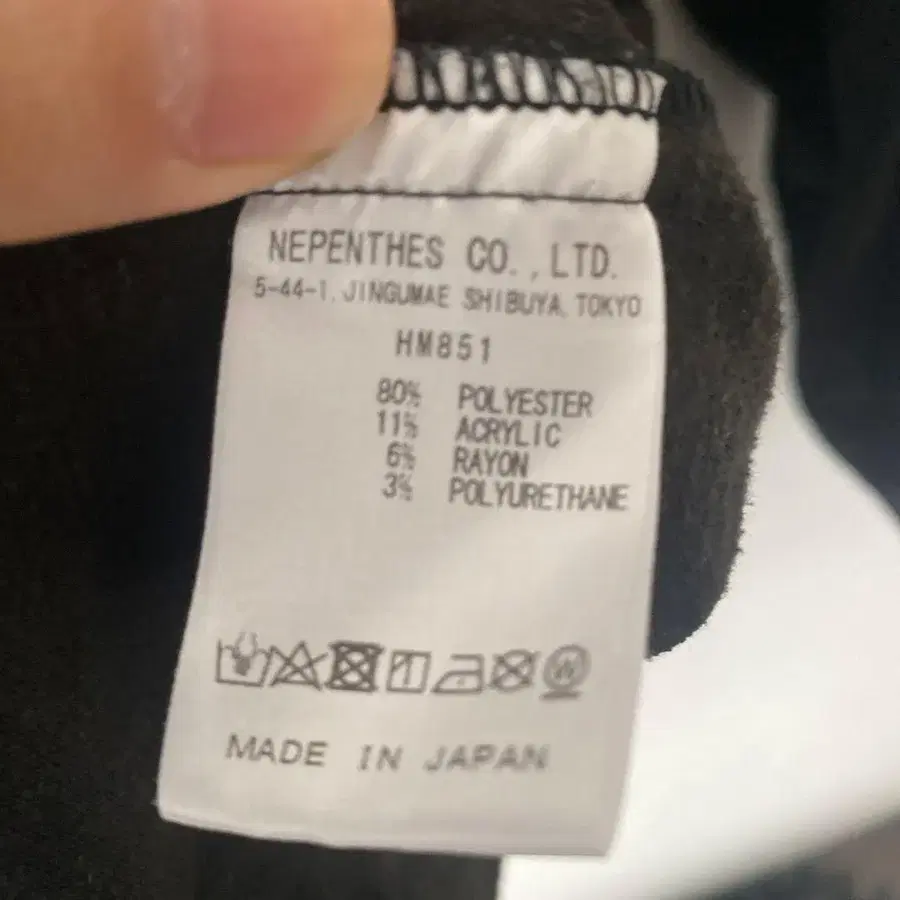 NEPENTHES CO.,LTD.
5-44-1, JINGUMAE SHIBUYA, TOKYO
HM851
80% POLYESTER
11% ACRYLIC
6% RAYON
3% POLYURETHANE
W
MADE IN JAPAN